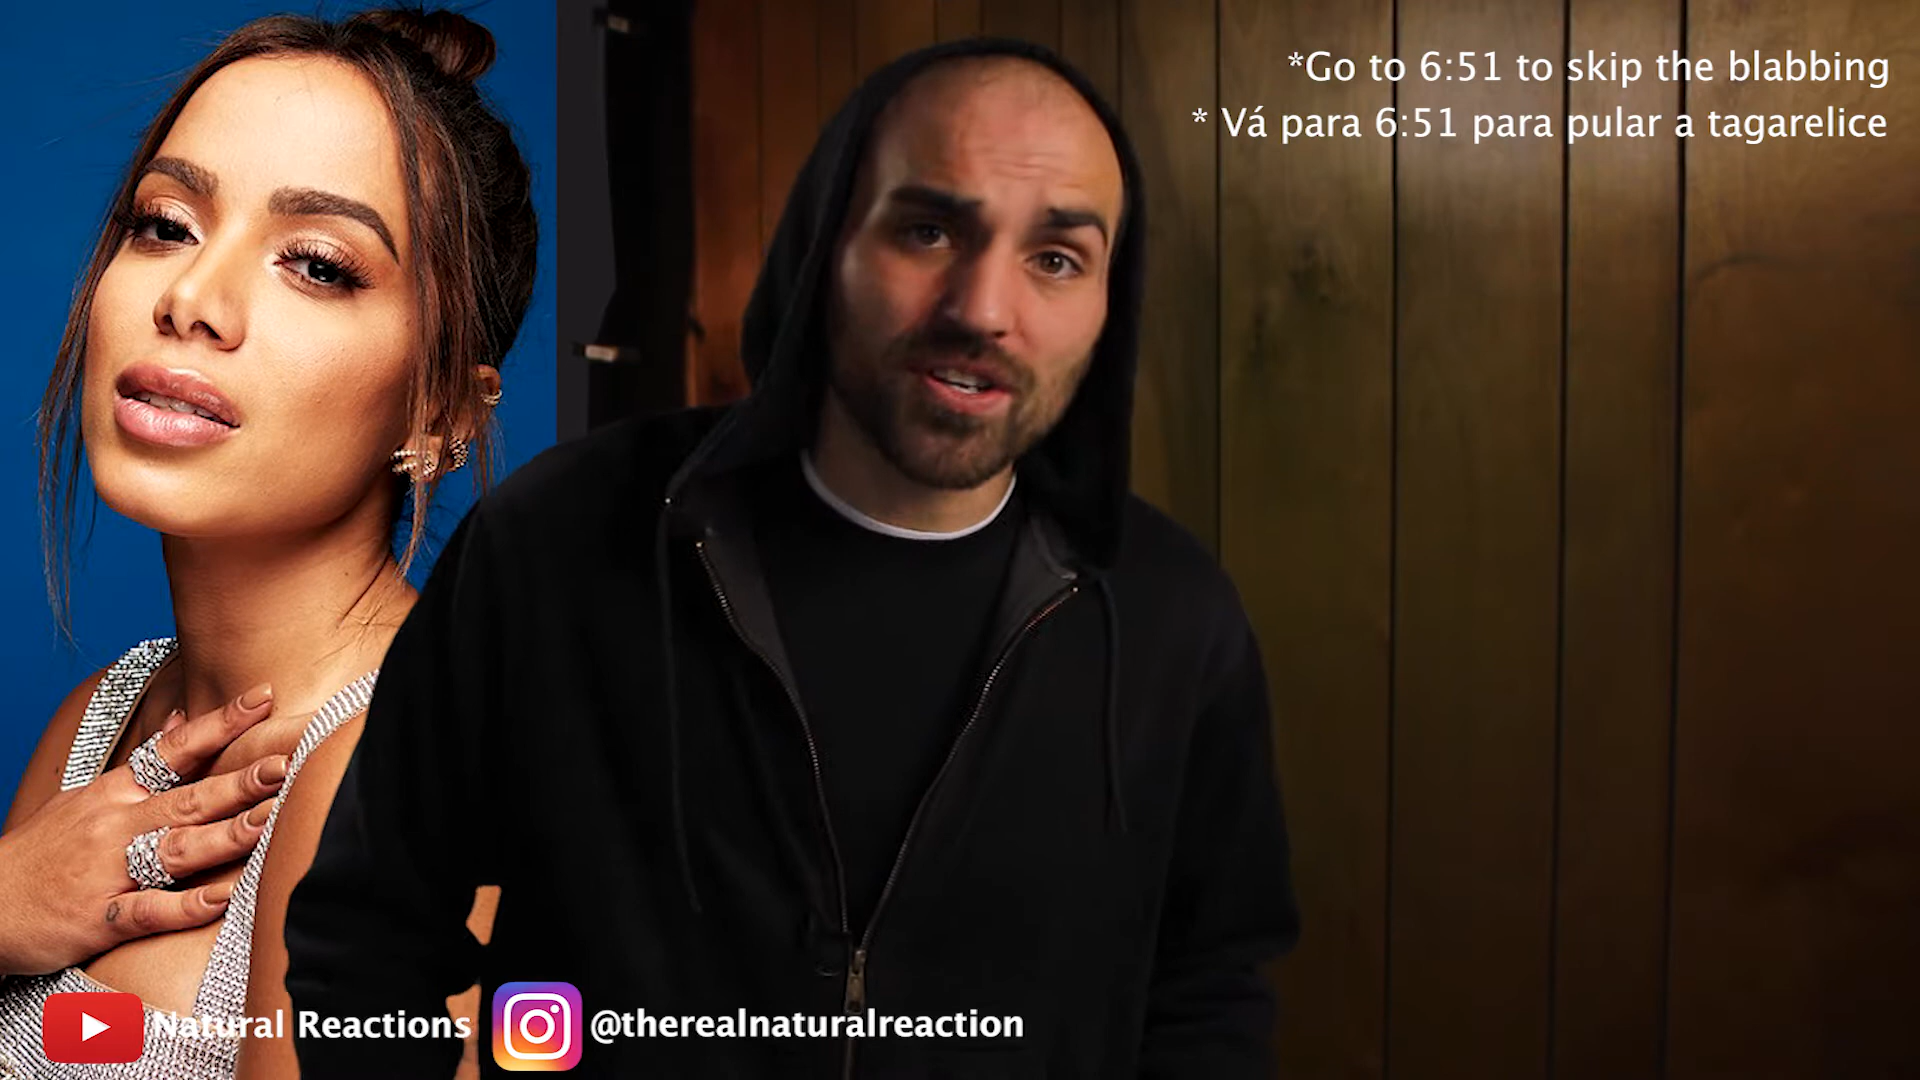 *Go to 6:51 to skip the blabbing
* Vá para 6:51 para pular a tagarelice
Natural Reactions @therealnaturalreaction